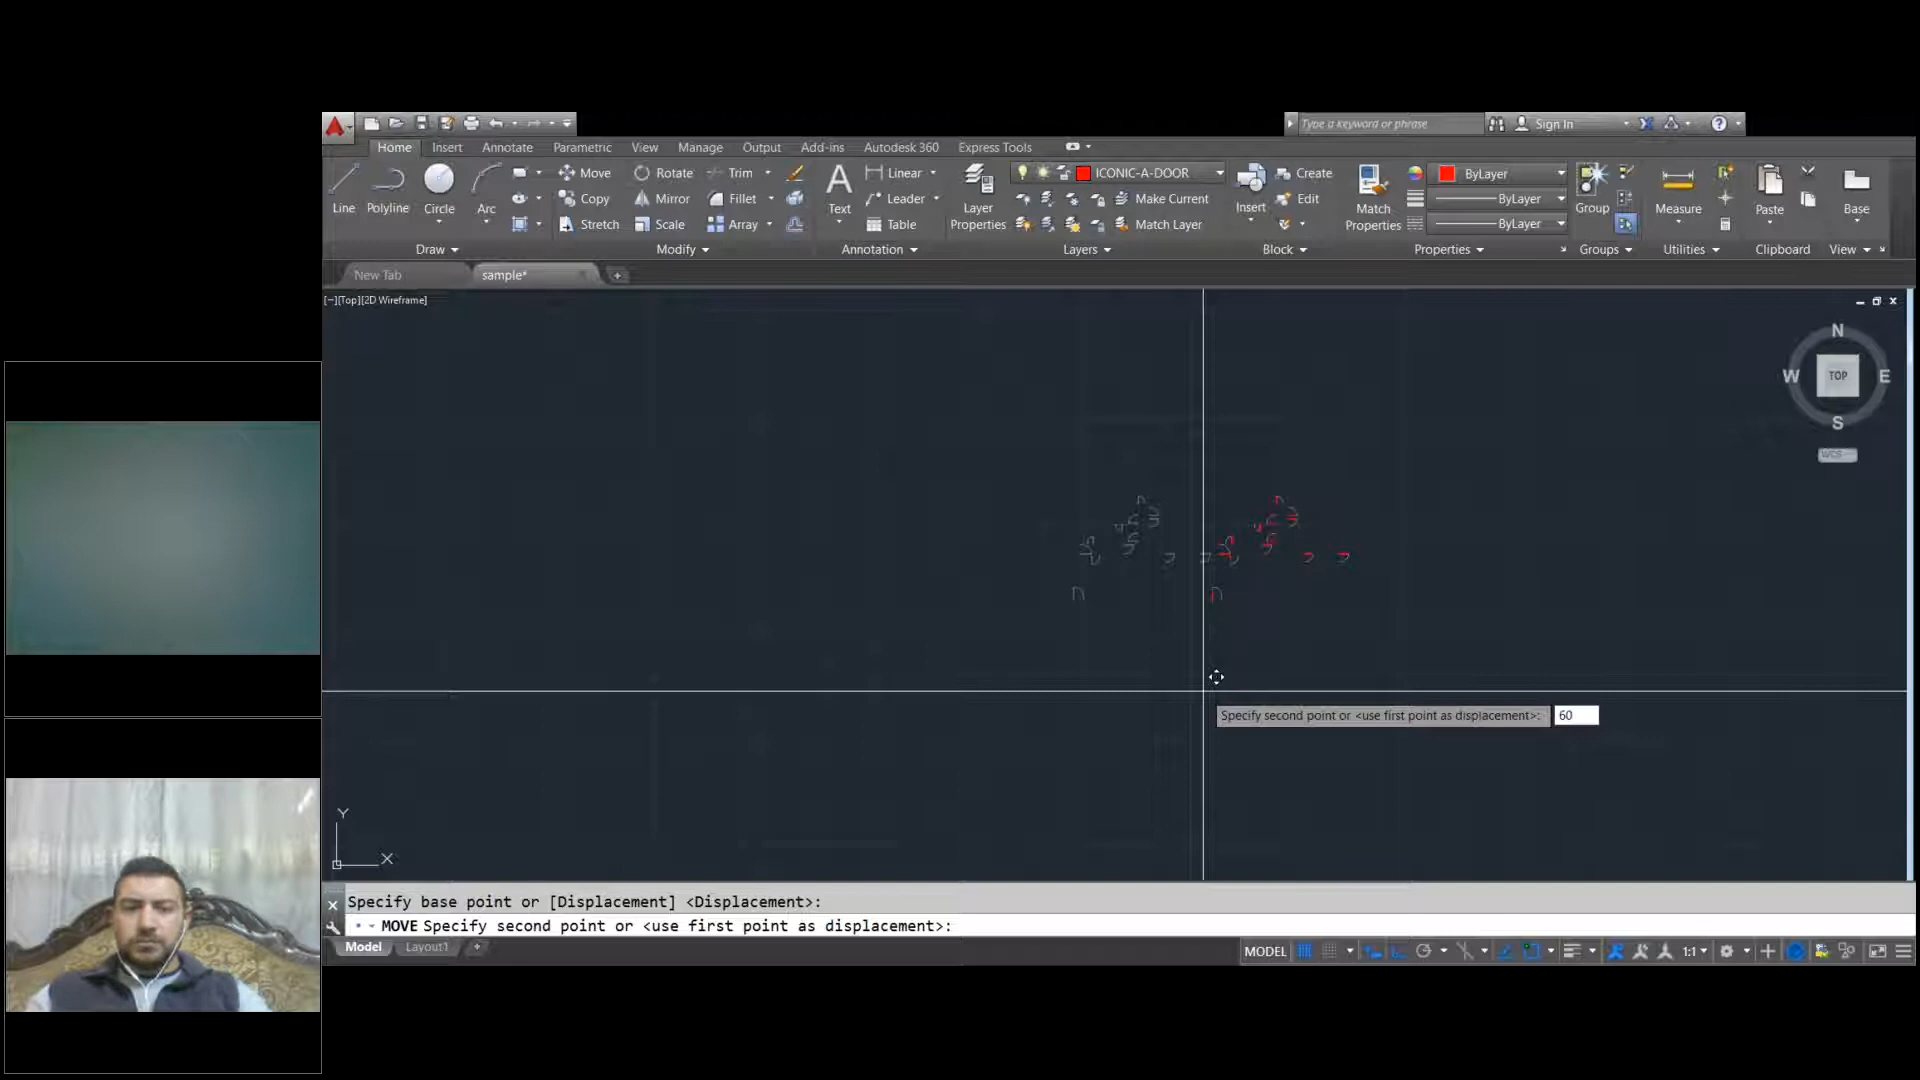 Type a keyword or phrase
Sign In
Home Insert Annotate Parametric View Manage Output Add-ins Autodesk 360 Express Tools
Line
Polyline
Circle
Arc
Move
Copy
Stretch
Rotate
Mirror
Scale
Trim
Fillet
Array
A
Text
Linear
Leader
Table
Layer
Properties
ICONIC-A-DOOR
Make Current
Match Layer
Insert
Create
Edit
Match
Properties
ByLayer
ByLayer
ByLayer
Group
Measure
Paste
Base
Draw Modify Annotation Layers Block Properties Groups Utilities Clipboard View
New Tab sample*
[−][Top][2D Wireframe]
N
W TOP E
S
WCS
Specify second point or <use first point as displacement>: 60
Y
X
Specify base point or [Displacement] <Displacement>:
MOVE Specify second point or <use first point as displacement>:
Model Layout1
MODEL 1:1